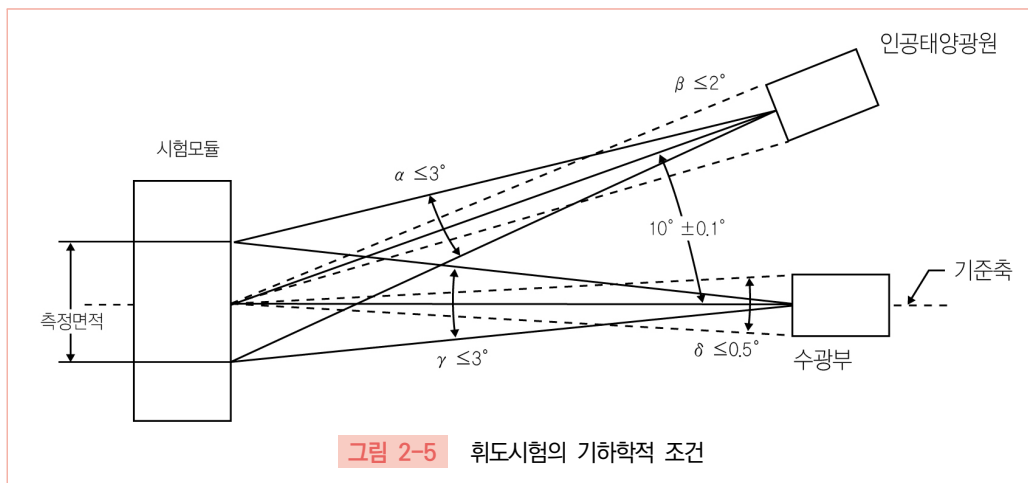 인공태양광원
β ≤2°
시험모듈
α ≤3°
10° ±0.1°
기준축
측정면적
γ ≤3°
δ ≤0.5°
수광부
그림 2-5 휘도시험의 기하학적 조건